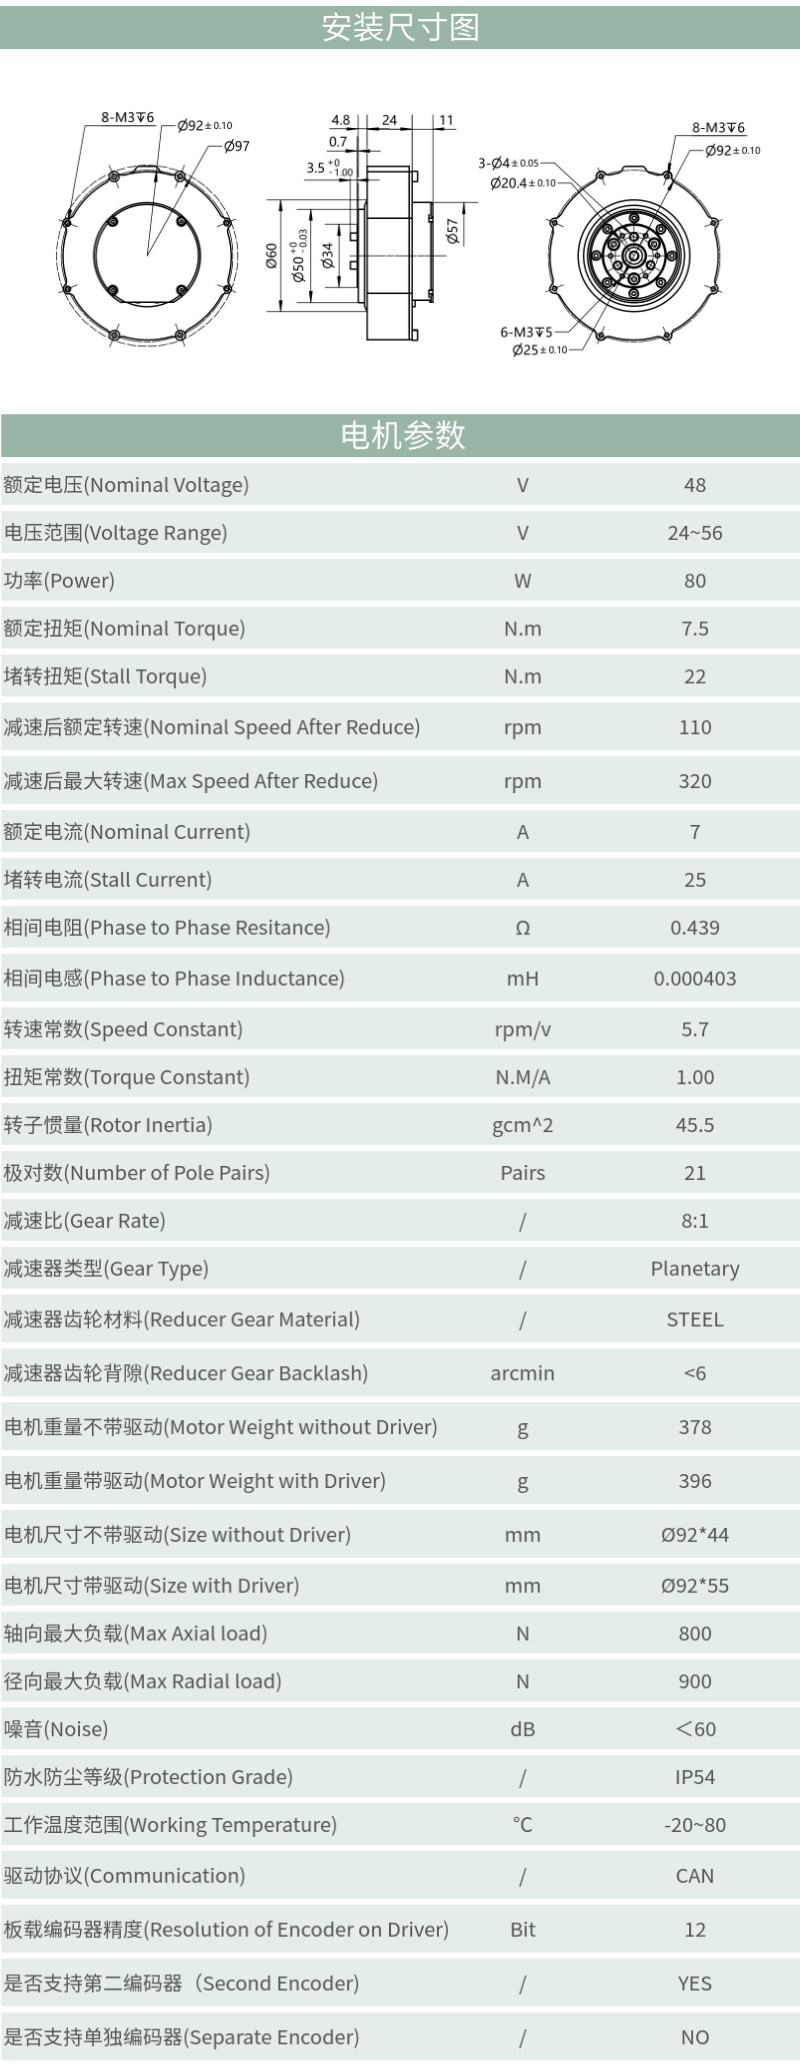 安装尺寸图
8-M3↧6
Ø92±0.10
Ø97
4.8
24
11
0.7
3.5 +0 -1.00
Ø60
Ø50 +0 -0.03
Ø34
Ø57
8-M3↧6
Ø92±0.10
3-Ø4±0.05
Ø20.4±0.10
6-M3↧5
Ø25±0.10
电机参数
额定电压(Nominal Voltage) V 48
电压范围(Voltage Range) V 24~56
功率(Power) W 80
额定扭矩(Nominal Torque) N.m 7.5
堵转扭矩(Stall Torque) N.m 22
减速后额定转速(Nominal Speed After Reduce) rpm 110
减速后最大转速(Max Speed After Reduce) rpm 320
额定电流(Nominal Current) A 7
堵转电流(Stall Current) A 25
相间电阻(Phase to Phase Resitance) Ω 0.439
相间电感(Phase to Phase Inductance) mH 0.000403
转速常数(Speed Constant) rpm/v 5.7
扭矩常数(Torque Constant) N.M/A 1.00
转子惯量(Rotor Inertia) gcm^2 45.5
极对数(Number of Pole Pairs) Pairs 21
减速比(Gear Rate) / 8:1
减速器类型(Gear Type) / Planetary
减速器齿轮材料(Reducer Gear Material) / STEEL
减速器齿轮背隙(Reducer Gear Backlash) arcmin <6
电机重量不带驱动(Motor Weight without Driver) g 378
电机重量带驱动(Motor Weight with Driver) g 396
电机尺寸不带驱动(Size without Driver) mm Ø92*44
电机尺寸带驱动(Size with Driver) mm Ø92*55
轴向最大负载(Max Axial load) N 800
径向最大负载(Max Radial load) N 900
噪音(Noise) dB ＜60
防水防尘等级(Protection Grade) / IP54
工作温度范围(Working Temperature) ℃ -20~80
驱动协议(Communication) / CAN
板载编码器精度(Resolution of Encoder on Driver) Bit 12
是否支持第二编码器（Second Encoder) / YES
是否支持单独编码器(Separate Encoder) / NO